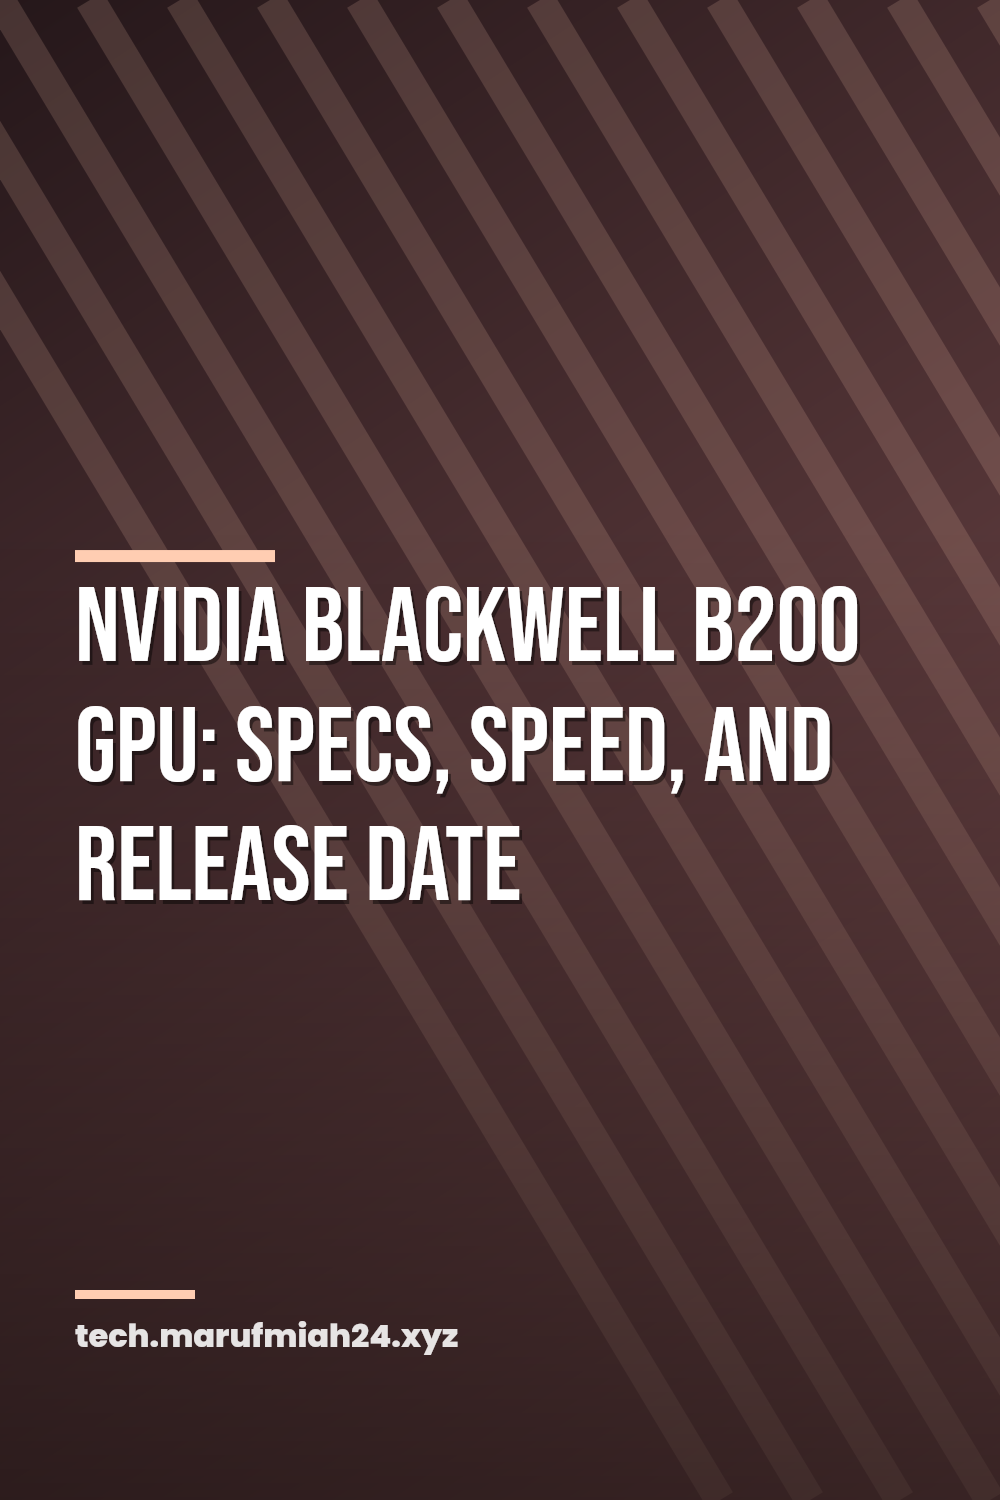 NVIDIA BLACKWELL B200
GPU: SPECS, SPEED, AND
RELEASE DATE
tech.marufmiah24.xyz